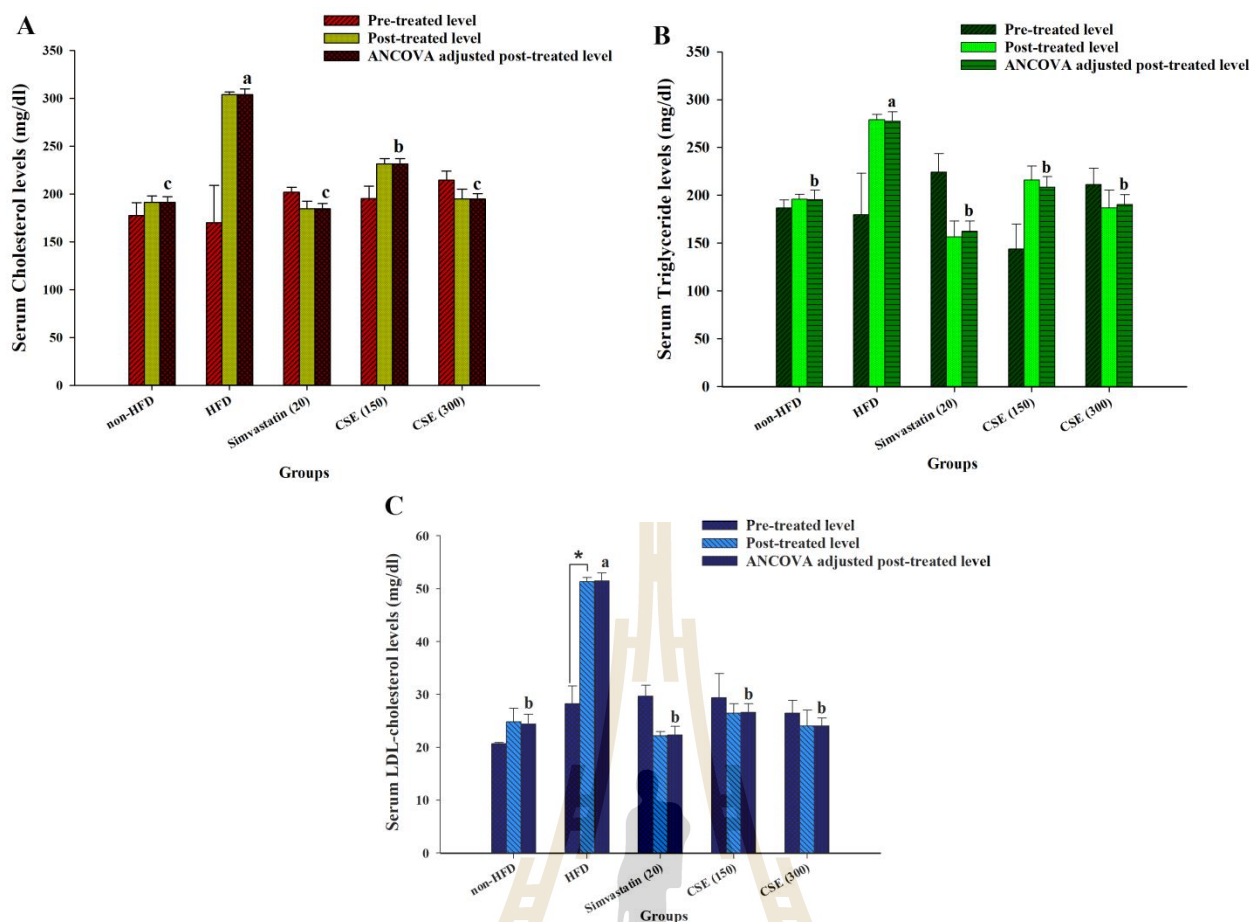 A
Pre-treated level
Post-treated level
ANCOVA adjusted post-treated level
Serum Cholesterol levels (mg/dl)
350
300
250
200
150
100
50
0
c
a
c
b
c
non-HFD
HFD
Simvastatin (20)
CSE (150)
CSE (300)
Groups
B
Pre-treated level
Post-treated level
ANCOVA adjusted post-treated level
Serum Triglyceride levels (mg/dl)
350
300
250
200
150
100
50
0
b
a
b
b
b
non-HFD
HFD
Simvastatin (20)
CSE (150)
CSE (300)
Groups
C
Pre-treated level
Post-treated level
ANCOVA adjusted post-treated level
Serum LDL-cholesterol levels (mg/dl)
60
50
40
30
20
10
0
b
*
a
b
b
b
non-HFD
HFD
Simvastatin (20)
CSE (150)
CSE (300)
Groups